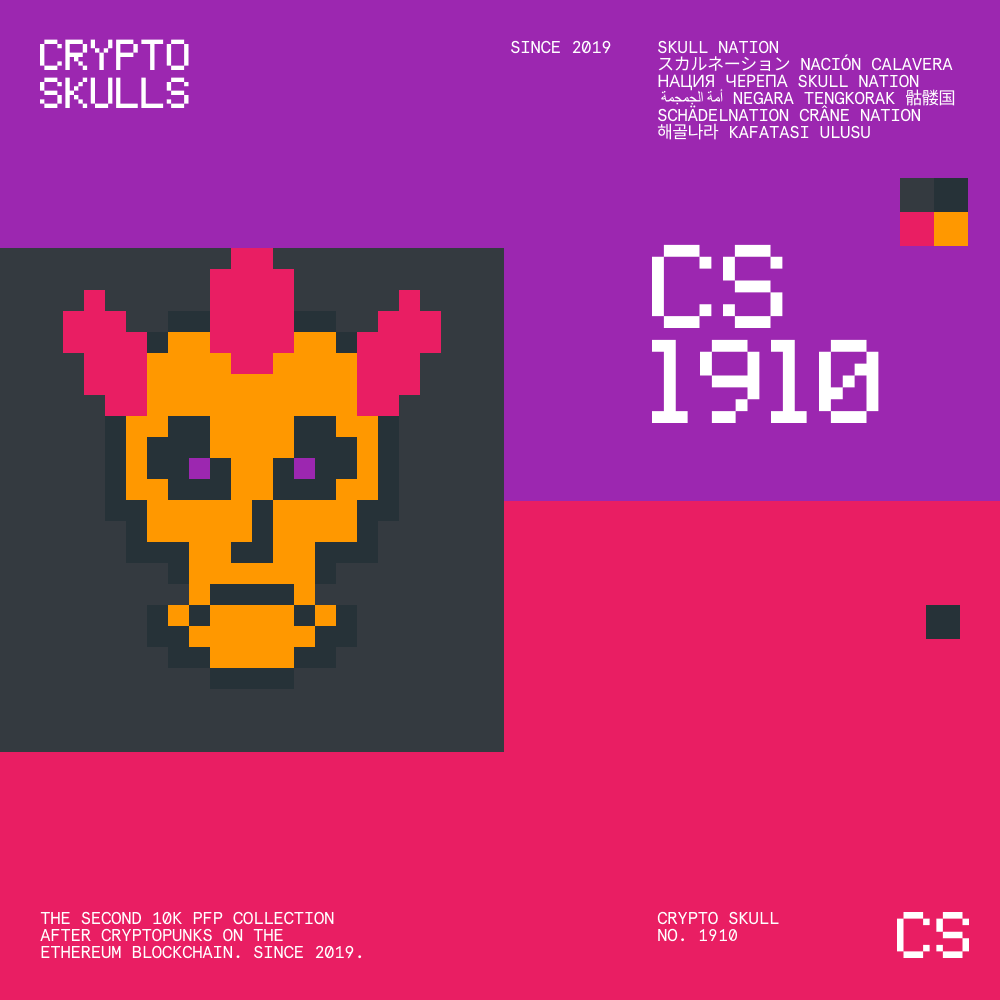 CRYPTO
SKULLS
SINCE 2019
SKULL NATION
スカルネーション NACIÓN CALAVERA
НАЦИЯ ЧЕРЕПА SKULL NATION
أمة الجمجمة NEGARA TENGKORAK 骷髅国
SCHÄDELNATION CRÂNE NATION
해골나라 KAFATASI ULUSU
CS
1910
THE SECOND 10K PFP COLLECTION
AFTER CRYPTOPUNKS ON THE
ETHEREUM BLOCKCHAIN. SINCE 2019.
CRYPTO SKULL
NO. 1910
CS